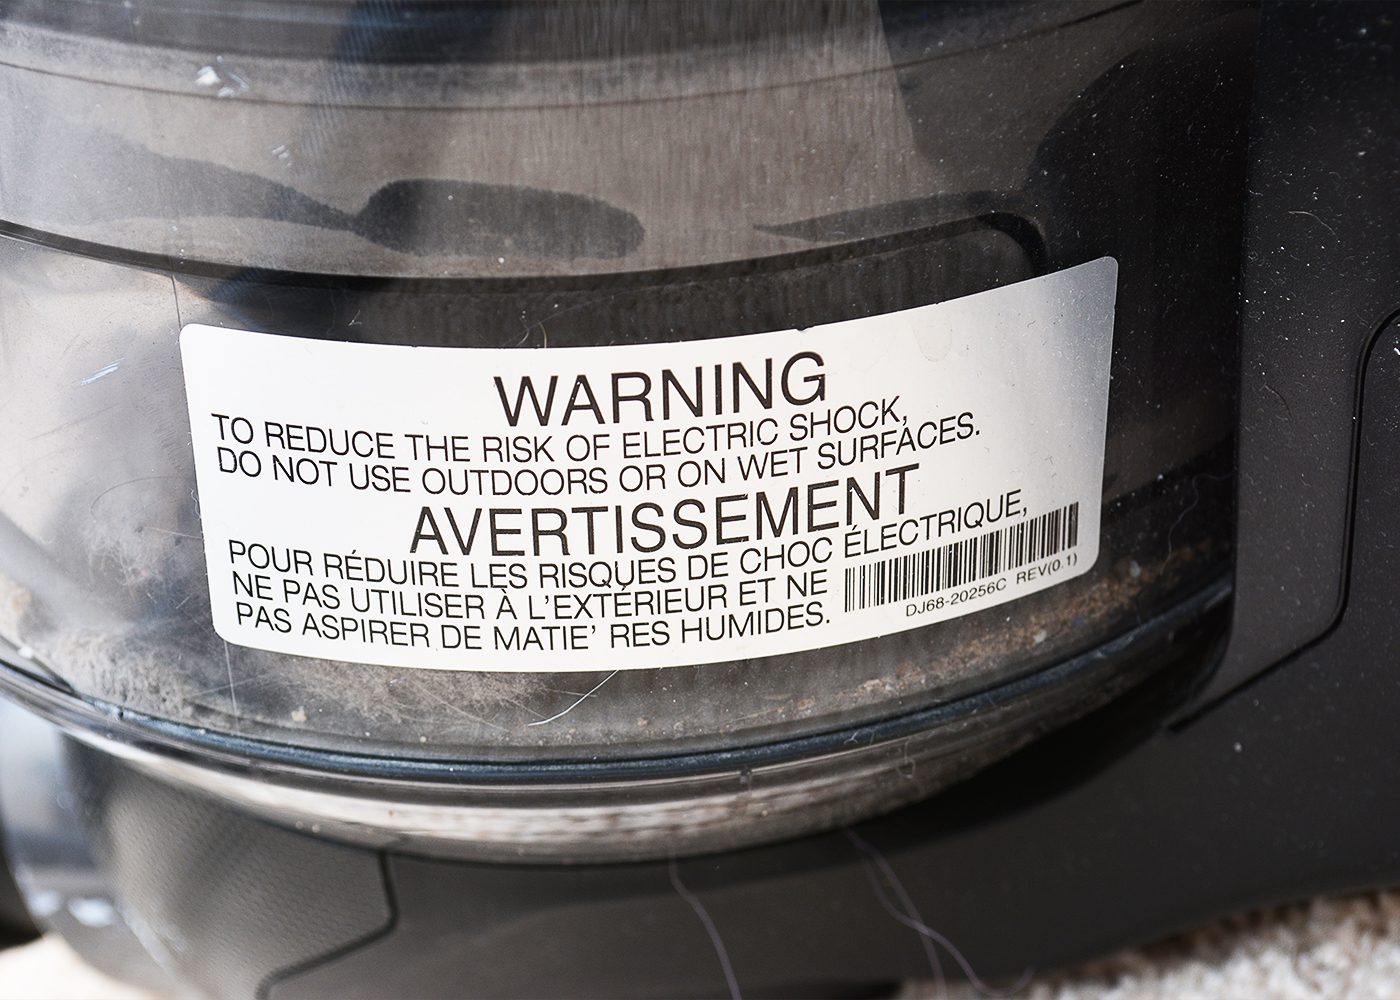 WARNING
TO REDUCE THE RISK OF ELECTRIC SHOCK,
DO NOT USE OUTDOORS OR ON WET SURFACES.
AVERTISSEMENT
POUR RÉDUIRE LES RISQUES DE CHOC ÉLECTRIQUE,
NE PAS UTILISER À L'EXTÉRIEUR ET NE
PAS ASPIRER DE MATIE' RES HUMIDES.
DJ68-20256C REV(0.1)